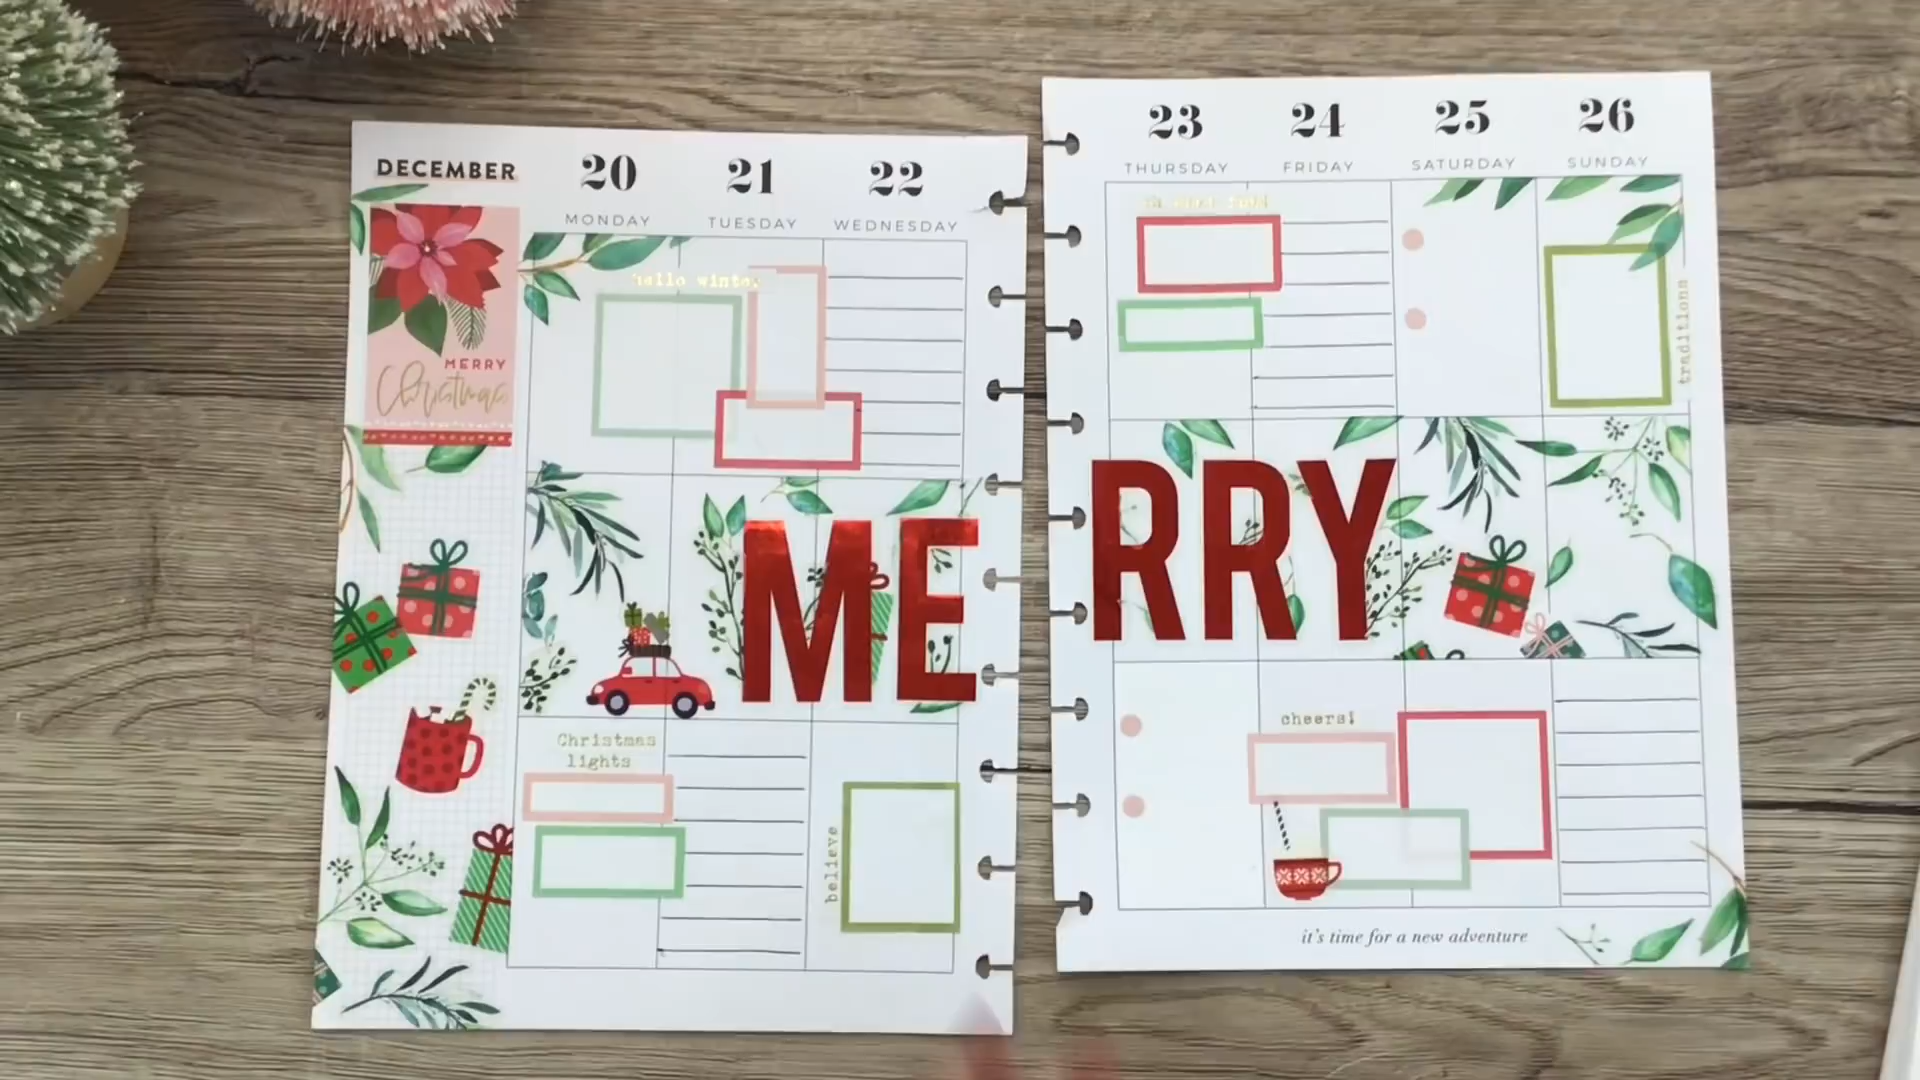 DECEMBER
20
21
22
MONDAY
TUESDAY
WEDNESDAY
MERRY
Christmas
hello winter
ME
Christmas
lights
believe
23
24
25
26
THURSDAY
FRIDAY
SATURDAY
SUNDAY
traditions
RRY
cheers!
it's time for a new adventure